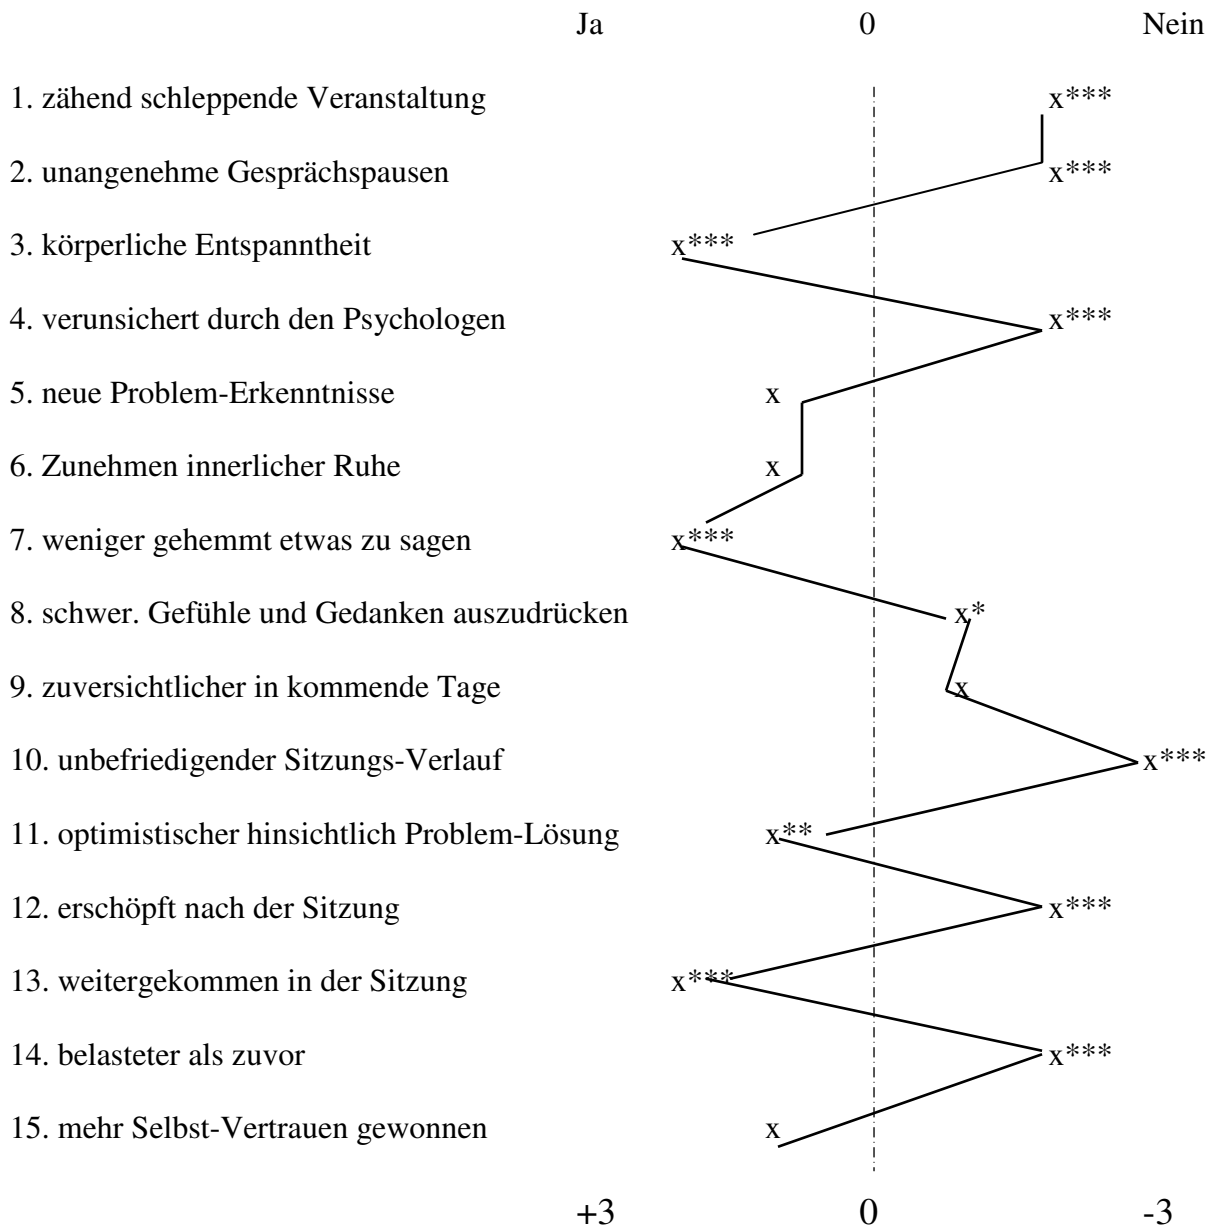 Ja 0 Nein
1. zähend schleppende Veranstaltung x***
2. unangenehme Gesprächspausen x***
3. körperliche Entspanntheit x***
4. verunsichert durch den Psychologen x***
5. neue Problem-Erkenntnisse x
6. Zunehmen innerlicher Ruhe x
7. weniger gehemmt etwas zu sagen x***
8. schwer. Gefühle und Gedanken auszudrücken x*
9. zuversichtlicher in kommende Tage x
10. unbefriedigender Sitzungs-Verlauf x***
11. optimistischer hinsichtlich Problem-Lösung x**
12. erschöpft nach der Sitzung x***
13. weitergekommen in der Sitzung x***
14. belasteter als zuvor x***
15. mehr Selbst-Vertrauen gewonnen x
+3 0 -3